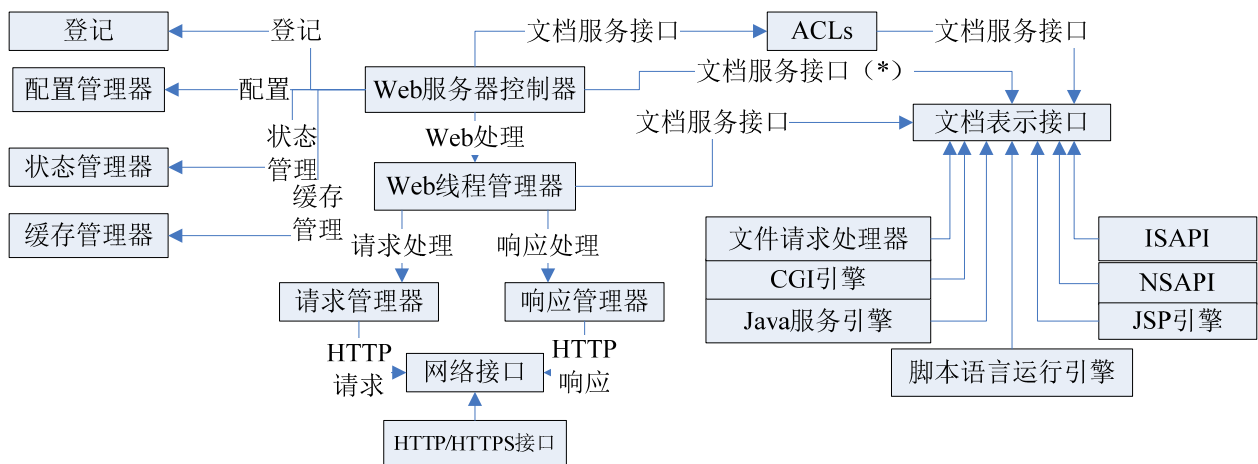 登记
登记
文档服务接口
ACLs
文档服务接口
配置管理器
配置
Web服务器控制器
文档服务接口（*）
文档服务接口
文档表示接口
状态
管理
Web处理
状态管理器
Web线程管理器
缓存
管理
缓存管理器
请求处理
响应处理
文件请求处理器
ISAPI
CGI引擎
NSAPI
请求管理器
响应管理器
Java服务引擎
JSP引擎
HTTP
请求
网络接口
HTTP
响应
脚本语言运行引擎
HTTP/HTTPS接口